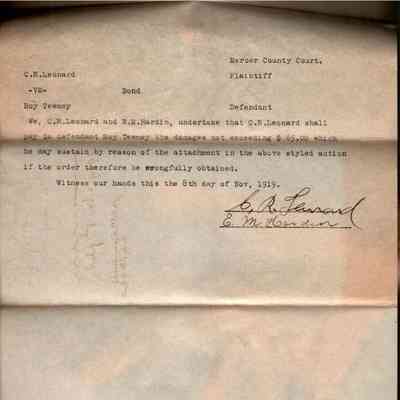 Mercer County Court.
C.R.Leonard Plaintiff
-VS- Bond
Roy Tewmey Defendant
We, C.R.Leonard and E.M.Hardin, undertake that C.R.Leonard shall
pay to defendant Roy Tewmey the damages not exceeding $ 65.00 which
he may sustain by reason of the attachment in the above styled action
if the order therefore be wrongfully obtained.
Witness our hands this the 8th day of Nov, 1919.
C. R. Leonard
E. M. Hardin